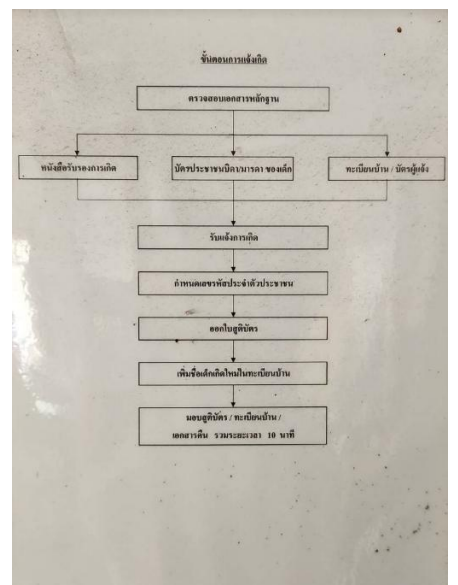 ขั้นตอนการแจ้งเกิด
ตรวจสอบเอกสารหลักฐาน
หนังสือรับรองการเกิด
บัตรประชาชนบิดา/มารดา ของเด็ก
ทะเบียนบ้าน / บัตรผู้แจ้ง
รับแจ้งการเกิด
กำหนดเลขรหัสประจำตัวประชาชน
ออกใบสูติบัตร
เพิ่มชื่อเด็กเกิดใหม่ในทะเบียนบ้าน
มอบสูติบัตร / ทะเบียนบ้าน /
เอกสารคืน รวมระยะเวลา 10 นาที